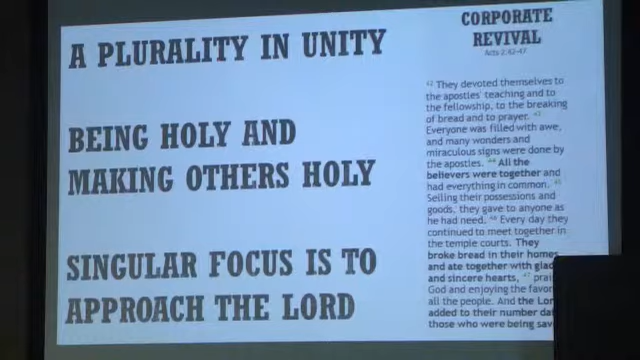 A PLURALITY IN UNITY
BEING HOLY AND
MAKING OTHERS HOLY
SINGULAR FOCUS IS TO
APPROACH THE LORD
CORPORATE
REVIVAL
Acts 2:42-47
42 They devoted themselves to
the apostles' teaching and to
the fellowship, to the breaking
of bread and to prayer. 43
Everyone was filled with awe,
and many wonders and
miraculous signs were done by
the apostles. 44 All the
believers were together and
had everything in common. 45
Selling their possessions and
goods, they gave to anyone as
he had need. 46 Every day they
continued to meet together in
the temple courts. They
broke bread in their homes
and ate together with glad
and sincere hearts, 47 prai
God and enjoying the favor
all the people. And the Lor
added to their number dai
those who were being sav